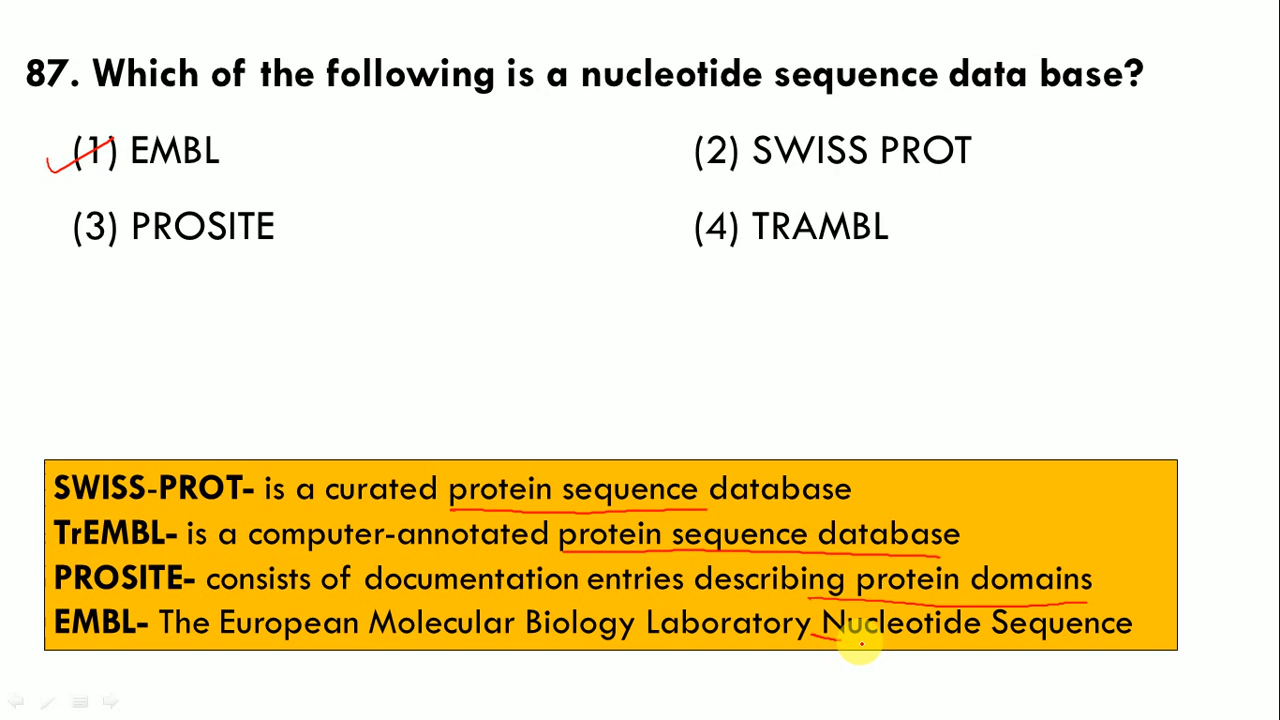 87. Which of the following is a nucleotide sequence data base?
(1) EMBL (2) SWISS PROT
(3) PROSITE (4) TRAMBL
SWISS-PROT- is a curated protein sequence database
TrEMBL- is a computer-annotated protein sequence database
PROSITE- consists of documentation entries describing protein domains
EMBL- The European Molecular Biology Laboratory Nucleotide Sequence